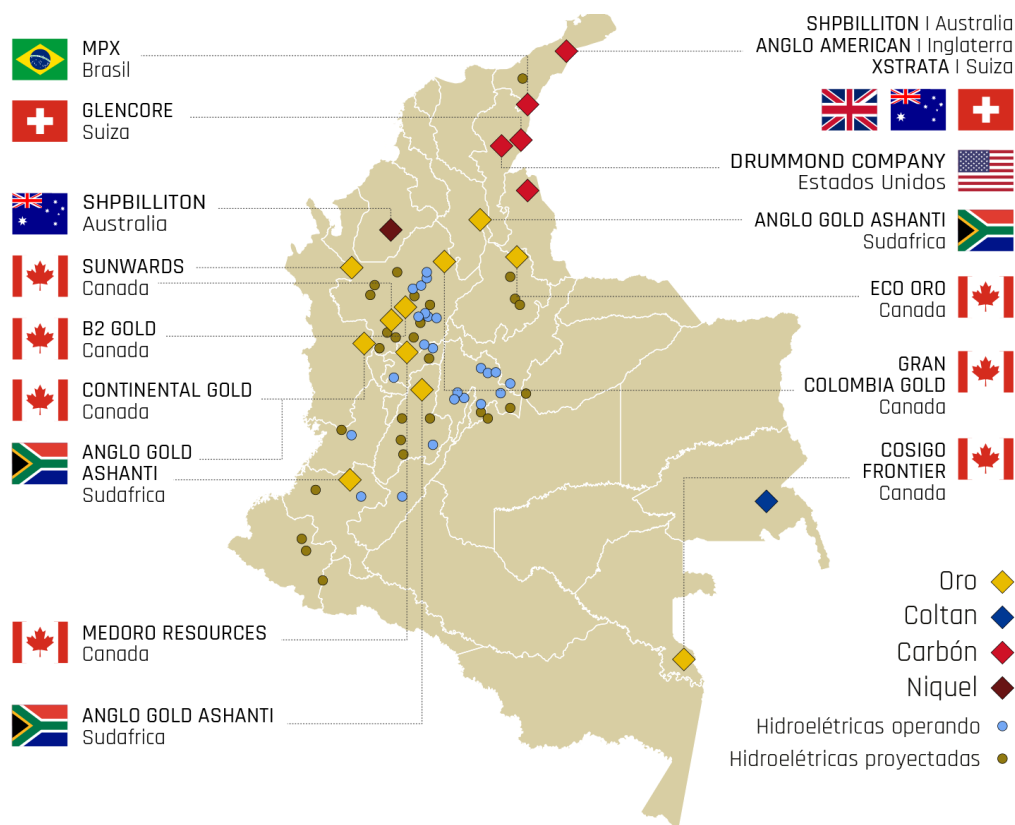 MPX
Brasil
GLENCORE
Suiza
SHPBILLITON
Australia
SUNWARDS
Canada
B2 GOLD
Canada
CONTINENTAL GOLD
Canada
ANGLO GOLD
ASHANTI
Sudafrica
MEDORO RESOURCES
Canada
ANGLO GOLD ASHANTI
Sudafrica
SHPBILLITON | Australia
ANGLO AMERICAN | Inglaterra
XSTRATA | Suiza
DRUMMOND COMPANY
Estados Unidos
ANGLO GOLD ASHANTI
Sudafrica
ECO ORO
Canada
GRAN
COLOMBIA GOLD
Canada
COSIGO
FRONTIER
Canada
Oro
Coltan
Carbón
Niquel
Hidroelétricas operando
Hidroelétricas proyectadas